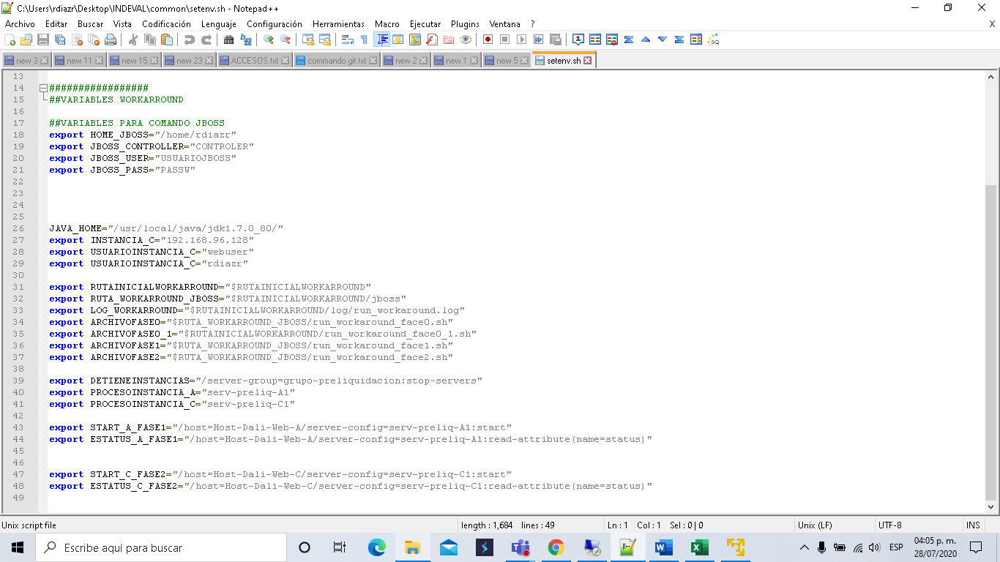 C:\Users\rdiazr\Desktop\INDEVAL\common\setenv.sh - Notepad++
Archivo Editar Buscar Vista Codificación Lenguaje Configuración Herramientas Macro Ejecutar Plugins Ventana ? X
new 3 new 11 new 15 new 23 ACCESOS.txt commando git.txt new 2 new 1 new 5 setenv.sh
13
14 #################
15 ##VARIABLES WORKARROUND
16
17 ##VARIABLES PARA COMANDO JBOSS
18 export HOME_JBOSS="/home/rdiazr"
19 export JBOSS_CONTROLLER="CONTROLER"
20 export JBOSS_USER="USUARIOJBOSS"
21 export JBOSS_PASS="PASSW"
22
23
24
25
26 JAVA_HOME="/usr/local/java/jdk1.7.0_80/"
27 export INSTANCIA_C="192.168.96.128"
28 export USUARIOINSTANCIA_C="webuser"
29 export USUARIOINSTANCIA_C="rdiazr"
30
31 export RUTAINICIALWORKARROUND="$RUTAINICIALWORKARROUND"
32 export RUTA_WORKARROUND_JBOSS="$RUTAINICIALWORKARROUND/jboss"
33 export LOG_WORKARROUND="$RUTAINICIALWORKARROUND/log/run_workaround.log"
34 export ARCHIVOFASE0="$RUTA_WORKARROUND_JBOSS/run_workaround_face0.sh"
35 export ARCHIVOFASE0_1="$RUTAINICIALWORKARROUND/run_workaround_face0_1.sh"
36 export ARCHIVOFASE1="$RUTA_WORKARROUND_JBOSS/run_workaround_face1.sh"
37 export ARCHIVOFASE2="$RUTA_WORKARROUND_JBOSS/run_workaround_face2.sh"
38
39 export DETIENEINSTANCIAS="/server-group=grupo-preliquidacion:stop-servers"
40 export PROCESOINSTANCIA_A="serv-preliq-A1"
41 export PROCESOINSTANCIA_C="serv-preliq-C1"
42
43 export START_A_FASE1="/host=Host-Dali-Web-A/server-config=serv-preliq-A1:start"
44 export ESTATUS_A_FASE1="/host=Host-Dali-Web-A/server-config=serv-preliq-A1:read-attribute(name=status)"
45
46
47 export START_C_FASE2="/host=Host-Dali-Web-C/server-config=serv-preliq-C1:start"
48 export ESTATUS_C_FASE2="/host=Host-Dali-Web-C/server-config=serv-preliq-C1:read-attribute(name=status)"
49
Unix script file length : 1,684 lines : 49 Ln : 1 Col : 1 Sel : 0 | 0 Unix (LF) UTF-8 INS
Escribe aquí para buscar ESP 04:05 p. m.
28/07/2020